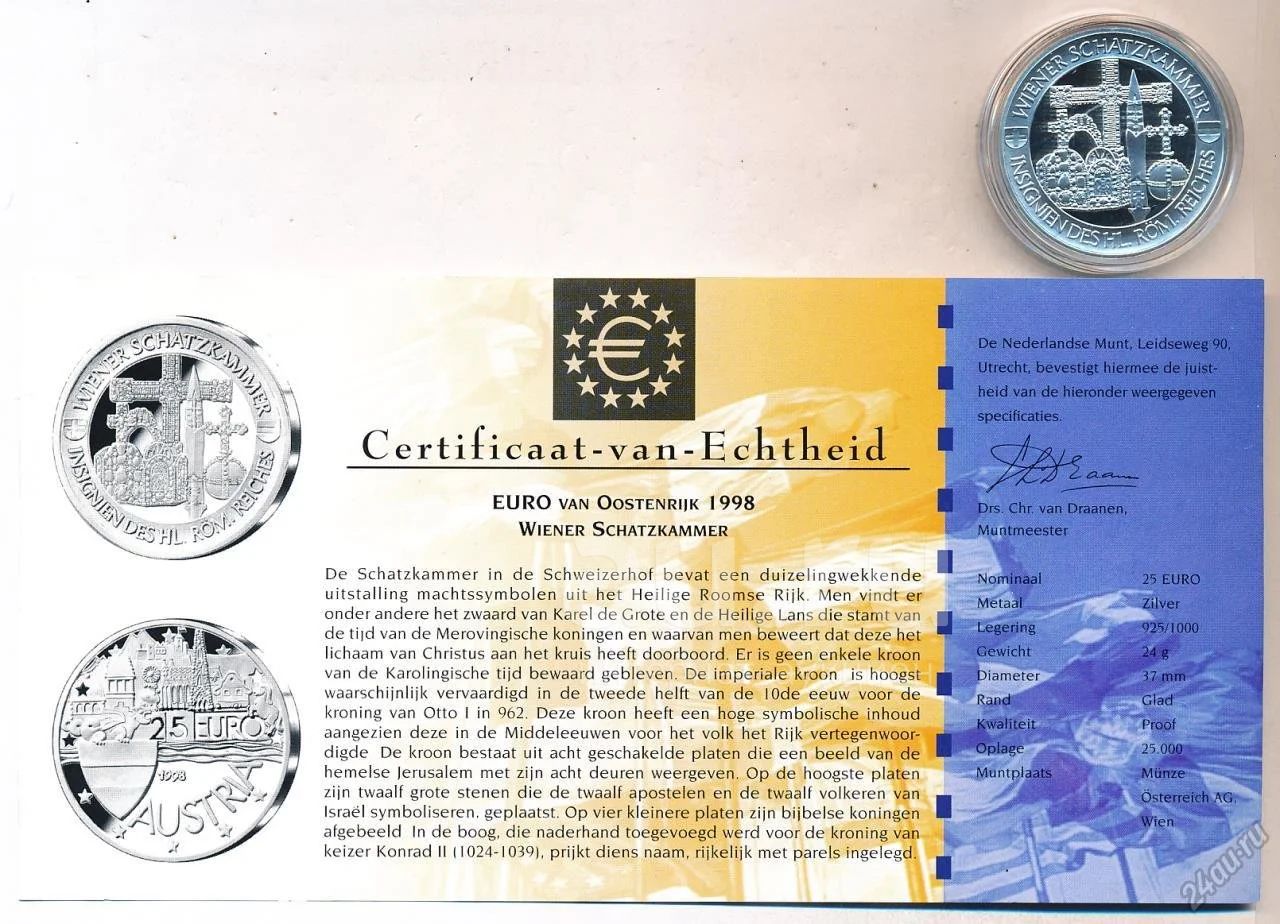 WIENER SCHATZKAMMER
INSIGNIEN DES HL. RÖM. REICHES
WIENER SCHATZKAMMER
INSIGNIEN DES HL. RÖM. REICHES
25 EURO
1998
AUSTRIA
€
Certificaat-van-Echtheid
EURO VAN OOSTENRIJK 1998
WIENER SCHATZKAMMER
De Schatzkammer in de Schweizerhof bevat een duizelingwekkende
uitstalling machtssymbolen uit het Heilige Roomse Rijk. Men vindt er
onder andere het zwaard van Karel de Grote en de Heilige Lans die stamt van
de tijd van de Merovingische koningen en waarvan men beweert dat deze het
lichaam van Christus aan het kruis heeft doorboord. Er is geen enkele kroon
van de Karolingische tijd bewaard gebleven. De imperiale kroon is hoogst
waarschijnlijk vervaardigd in de tweede helft van de 10de eeuw voor de
kroning van Otto I in 962. Deze kroon heeft een hoge symbolische inhoud
aangezien deze in de Middeleeuwen voor het volk het Rijk vertegenwoor-
digde De kroon bestaat uit acht geschakelde platen die een beeld van de
hemelse Jerusalem met zijn acht deuren weergeven. Op de hoogste platen
zijn twaalf grote stenen die de twaalf apostelen en de twaalf volkeren van
Israël symboliseren, geplaatst. Op vier kleinere platen zijn bijbelse koningen
afgebeeld In de boog, die naderhand toegevoegd werd voor de kroning van
keizer Konrad II (1024-1039), prijkt diens naam, rijkelijk met parels ingelegd.
De Nederlandse Munt, Leidseweg 90,
Utrecht, bevestigt hiermee de juist-
heid van de hieronder weergegeven
specificaties.
Drs. Chr. van Draanen,
Muntmeester
Nominaal 25 EURO
Metaal Zilver
Legering 925/1000
Gewicht 24 g
Diameter 37 mm
Rand Glad
Kwaliteit Proof
Oplage 25.000
Muntplaats Münze
Österreich AG,
Wien
24au.ru